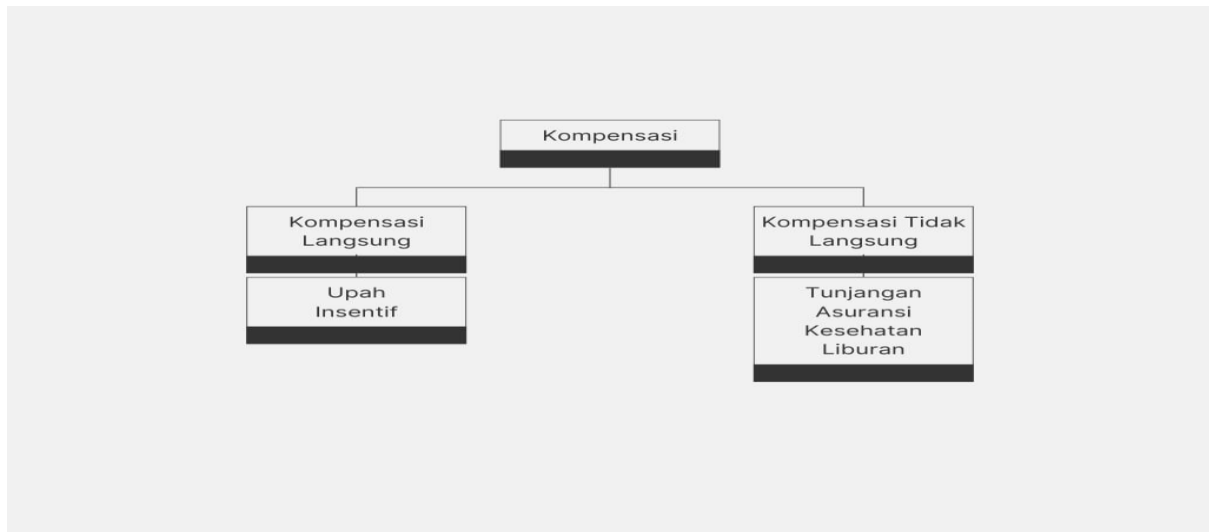 Kompensasi
Kompensasi
Langsung
Kompensasi Tidak
Langsung
Upah
Insentif
Tunjangan
Asuransi
Kesehatan
Liburan